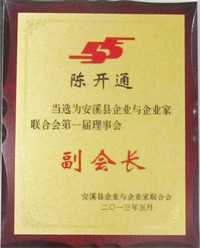 陈开通
当选为安溪县企业与企业家
联合会第一届理事会
副会长
安溪县企业与企业家联合会
二〇一三年五月